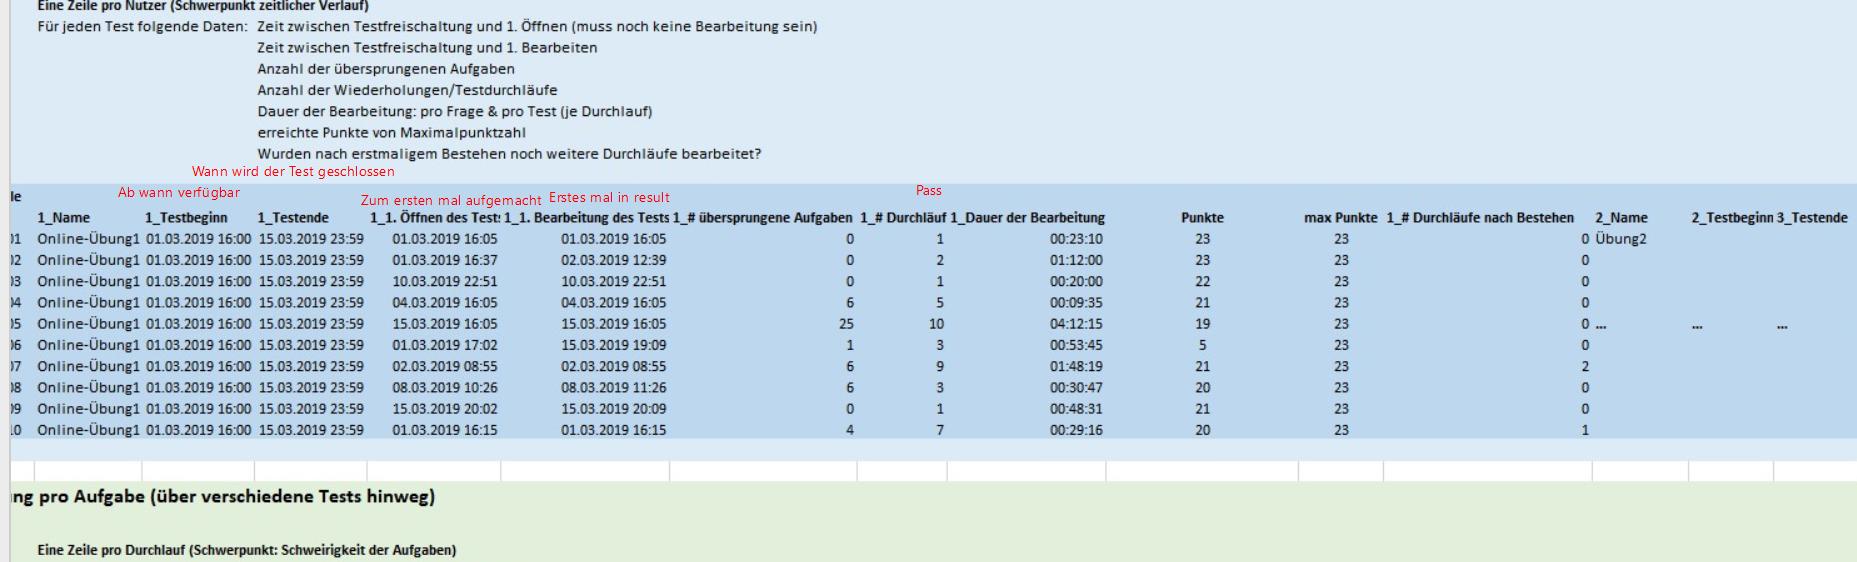 Eine Zeile pro Nutzer (Schwerpunkt zeitlicher Verlauf)
Für jeden Test folgende Daten: Zeit zwischen Testfreischaltung und 1. Öffnen (muss noch keine Bearbeitung sein)
Zeit zwischen Testfreischaltung und 1. Bearbeiten
Anzahl der übersprungenen Aufgaben
Anzahl der Wiederholungen/Testdurchläufe
Dauer der Bearbeitung: pro Frage & pro Test (je Durchlauf)
erreichte Punkte von Maximalpunktzahl
Wurden nach erstmaligem Bestehen noch weitere Durchläufe bearbeitet?
Wann wird der Test geschlossen
Ab wann verfügbar Zum ersten mal aufgemacht Erstes mal in result Pass
le
1_Name 1_Testbeginn 1_Testende 1_1. Öffnen des Tests 1_1. Bearbeitung des Tests 1_# übersprungene Aufgaben 1_# Durchläuf 1_Dauer der Bearbeitung Punkte max Punkte 1_# Durchläufe nach Bestehen 2_Name 2_Testbeginn 3_Testende
01 Online-Übung1 01.03.2019 16:00 15.03.2019 23:59 01.03.2019 16:05 01.03.2019 16:05 0 1 00:23:10 23 23 0 Übung2
02 Online-Übung1 01.03.2019 16:00 15.03.2019 23:59 01.03.2019 16:37 02.03.2019 12:39 0 2 01:12:00 23 23 0
03 Online-Übung1 01.03.2019 16:00 15.03.2019 23:59 10.03.2019 22:51 10.03.2019 22:51 0 1 00:20:00 22 23 0
04 Online-Übung1 01.03.2019 16:00 15.03.2019 23:59 04.03.2019 16:05 04.03.2019 16:05 6 5 00:09:35 21 23 0
05 Online-Übung1 01.03.2019 16:00 15.03.2019 23:59 15.03.2019 16:05 15.03.2019 16:05 25 10 04:12:15 19 23 0 ... ... ...
06 Online-Übung1 01.03.2019 16:00 15.03.2019 23:59 01.03.2019 17:02 15.03.2019 19:09 1 3 00:53:45 5 23 0
07 Online-Übung1 01.03.2019 16:00 15.03.2019 23:59 02.03.2019 08:55 02.03.2019 08:55 6 9 01:48:19 21 23 2
08 Online-Übung1 01.03.2019 16:00 15.03.2019 23:59 08.03.2019 10:26 08.03.2019 11:26 6 3 00:30:47 20 23 0
09 Online-Übung1 01.03.2019 16:00 15.03.2019 23:59 15.03.2019 20:02 15.03.2019 20:09 0 1 00:48:31 21 23 0
10 Online-Übung1 01.03.2019 16:00 15.03.2019 23:59 01.03.2019 16:15 01.03.2019 16:15 4 7 00:29:16 20 23 1
ng pro Aufgabe (über verschiedene Tests hinweg)
Eine Zeile pro Durchlauf (Schwerpunkt: Schweirigkeit der Aufgaben)